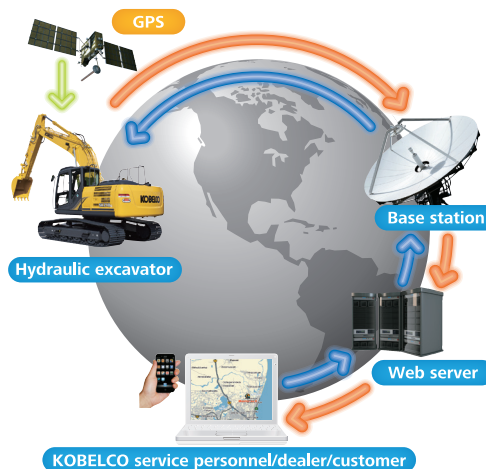 GPS
KOBELCO
Hydraulic excavator
Base station
Web server
KOBELCO service personnel/dealer/customer